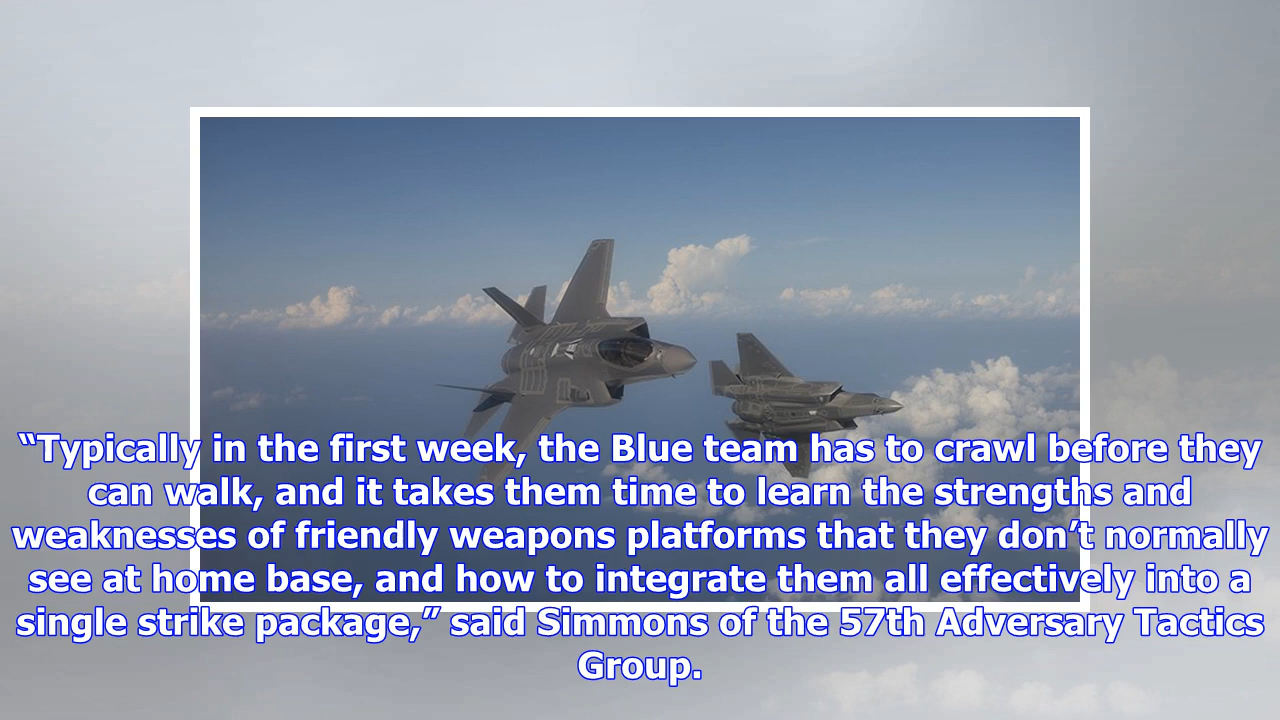 “Typically in the first week, the Blue team has to crawl before they
can walk, and it takes them time to learn the strengths and
weaknesses of friendly weapons platforms that they don’t normally
see at home base, and how to integrate them all effectively into a
single strike package,” said Simmons of the 57th Adversary Tactics
Group.